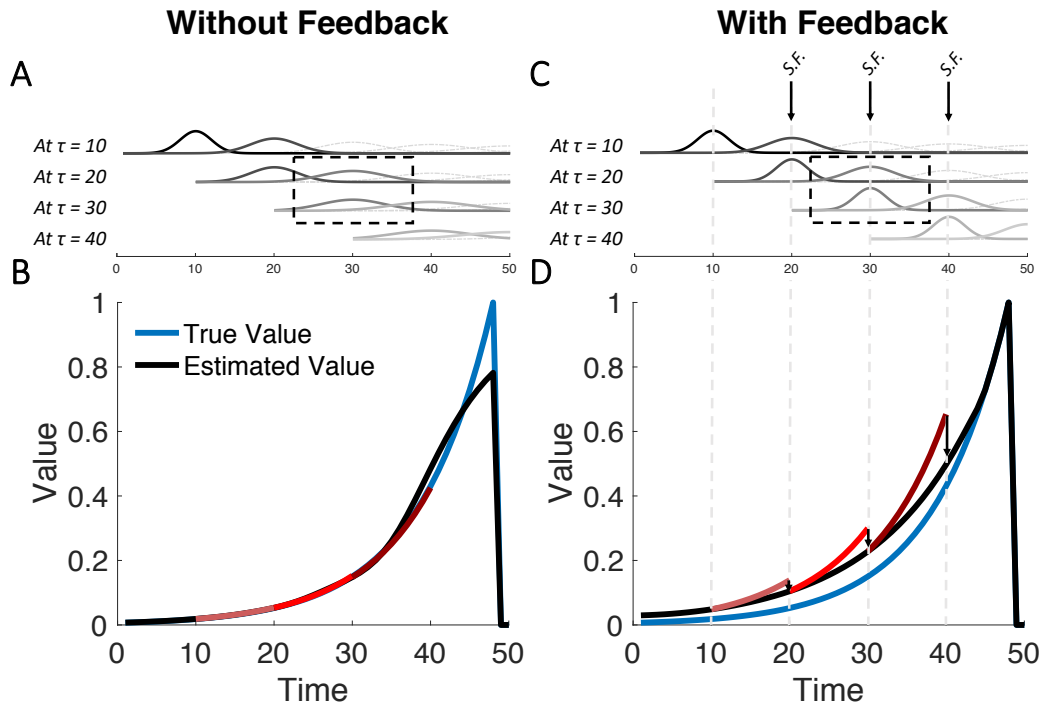 Without Feedback
A
At τ = 10
At τ = 20
At τ = 30
At τ = 40
0 10 20 30 40 50
B
1
0.8
0.6
0.4
0.2
0
Value
True Value
Estimated Value
0 10 20 30 40 50
Time
With Feedback
C
S.F. S.F. S.F.
At τ = 10
At τ = 20
At τ = 30
At τ = 40
0 10 20 30 40 50
D
1
0.8
0.6
0.4
0.2
0
Value
0 10 20 30 40 50
Time